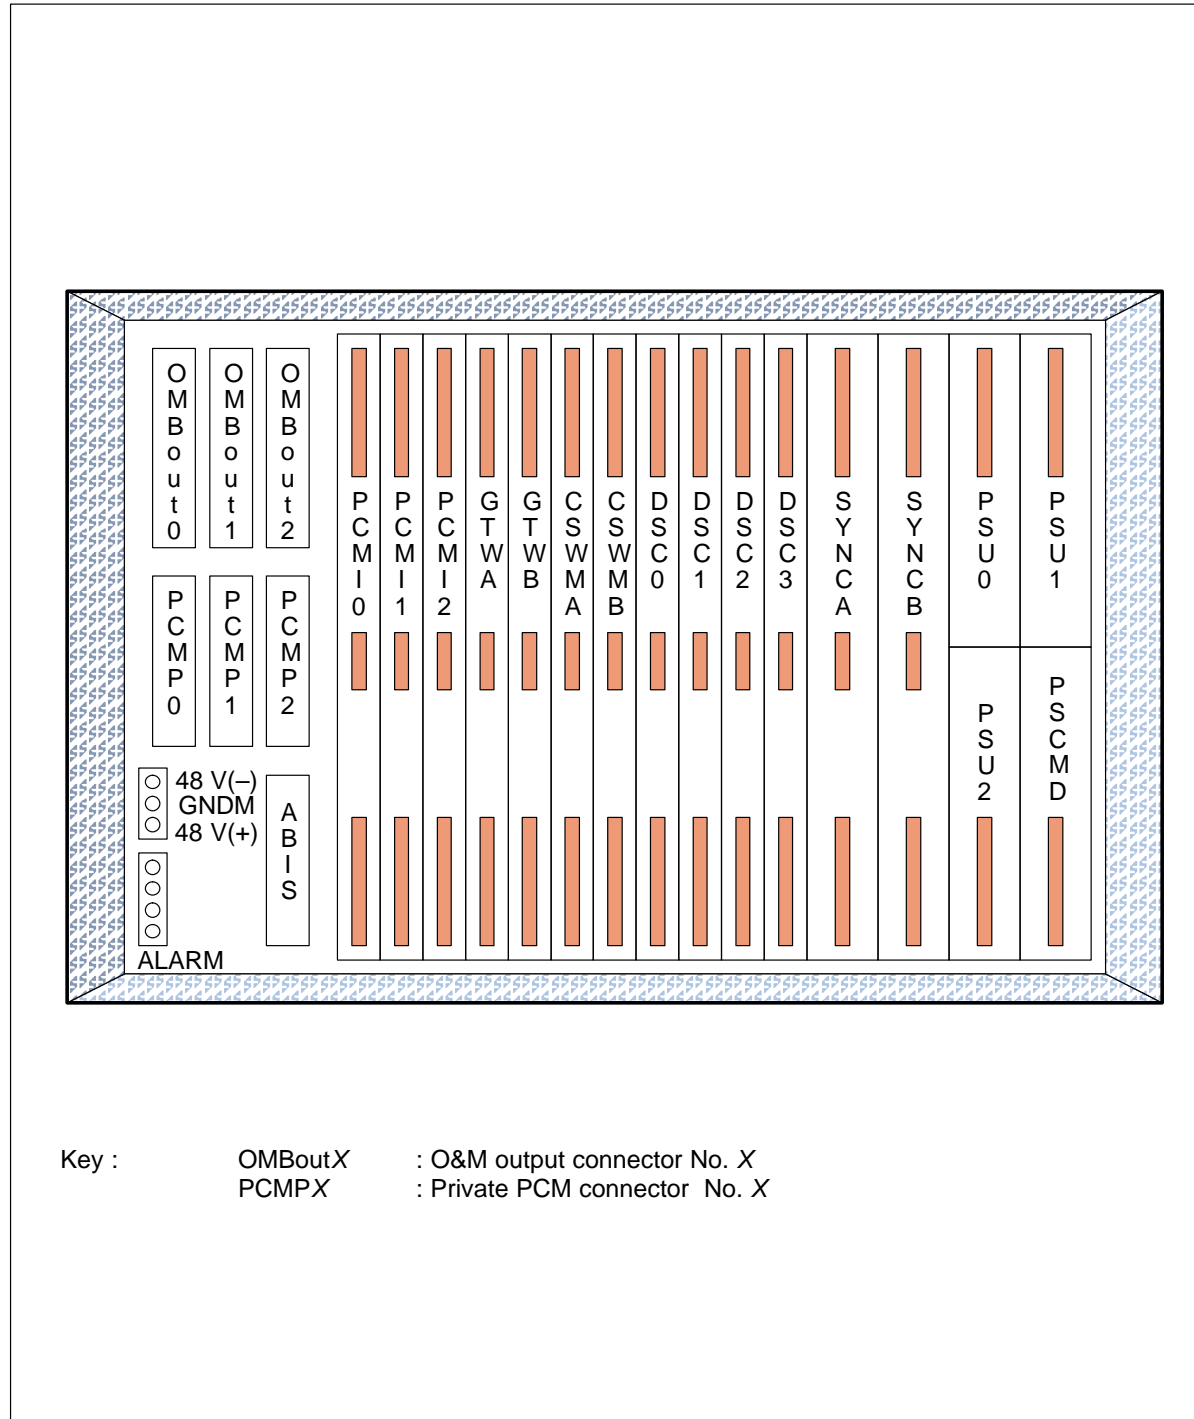 OMBout0
OMBout1
OMBout2
PCMI0
PCMI1
PCMI2
GTWA
GTWB
CSWMA
CSWMB
DSC0
DSC1
DSC2
DSC3
SYNCA
SYNCB
PSU0
PSU1
PCMP0
PCMP1
PCMP2
PSU2
PSCMD
48 V(–)
GNDM
48 V(+)
ABIS
ALARM
Key : OMBoutX : O&M output connector No. X
PCMPX : Private PCM connector No. X